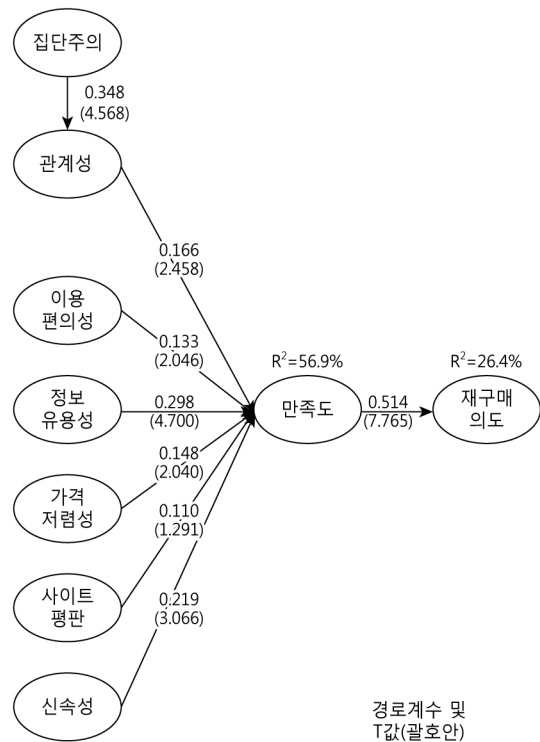 집단주의
0.348
(4.568)
관계성
0.166
(2.458)
이용
편의성
0.133
(2.046)
R²=56.9%
R²=26.4%
정보
유용성
0.298
(4.700)
만족도
0.514
(7.765)
재구매
의도
0.148
(2.040)
가격
저렴성
0.110
(1.291)
사이트
평판
0.219
(3.066)
신속성
경로계수 및
T값(괄호안)